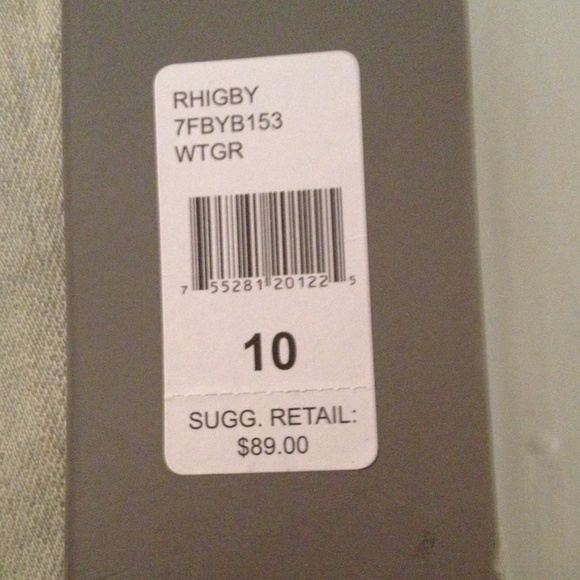 RHIGBY
7FBYB153
WTGR
7 55281 20122 5
10
SUGG. RETAIL:
$89.00